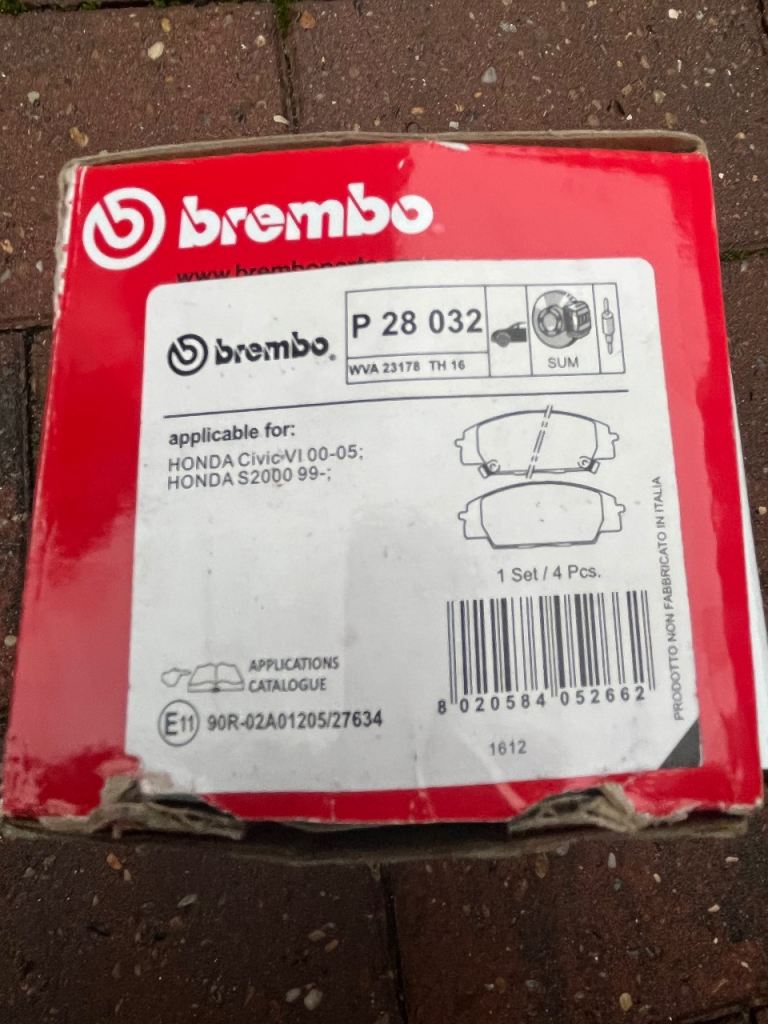 brembo
www.bremboparts
brembo®
P 28 032
WVA 23178 TH 16
SUM
applicable for:
HONDA Civic VI 00-05;
HONDA S2000 99-;
1 Set / 4 Pcs.
PRODOTTO NON FABBRICATO IN ITALIA
APPLICATIONS
CATALOGUE
8 020584 052662
E11 90R-02A01205/27634
1612